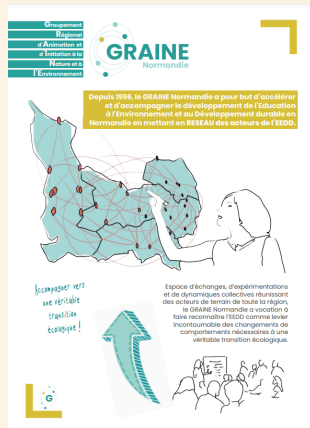 Groupement
Régional
d'Animation et
d'Initiation à la
Nature et à
l'Environnement
GRAINE
Normandie
Depuis 1996, le GRAINE Normandie a pour but d'accélérer
et d'accompagner le développement de l'Education
à l'Environnement et au Développement durable en
Normandie en mettant en RESEAU des acteurs de l'EEDD.
Accompagner vers
une véritable
transition
écologique !
Espace d'échanges, d'expérimentations
et de dynamiques collectives réunissant
des acteurs de terrain de toute la région,
le GRAINE Normandie a vocation à
faire reconnaître l'EEDD comme levier
incontournable des changements de
comportements nécessaires à une
véritable transition écologique.
G